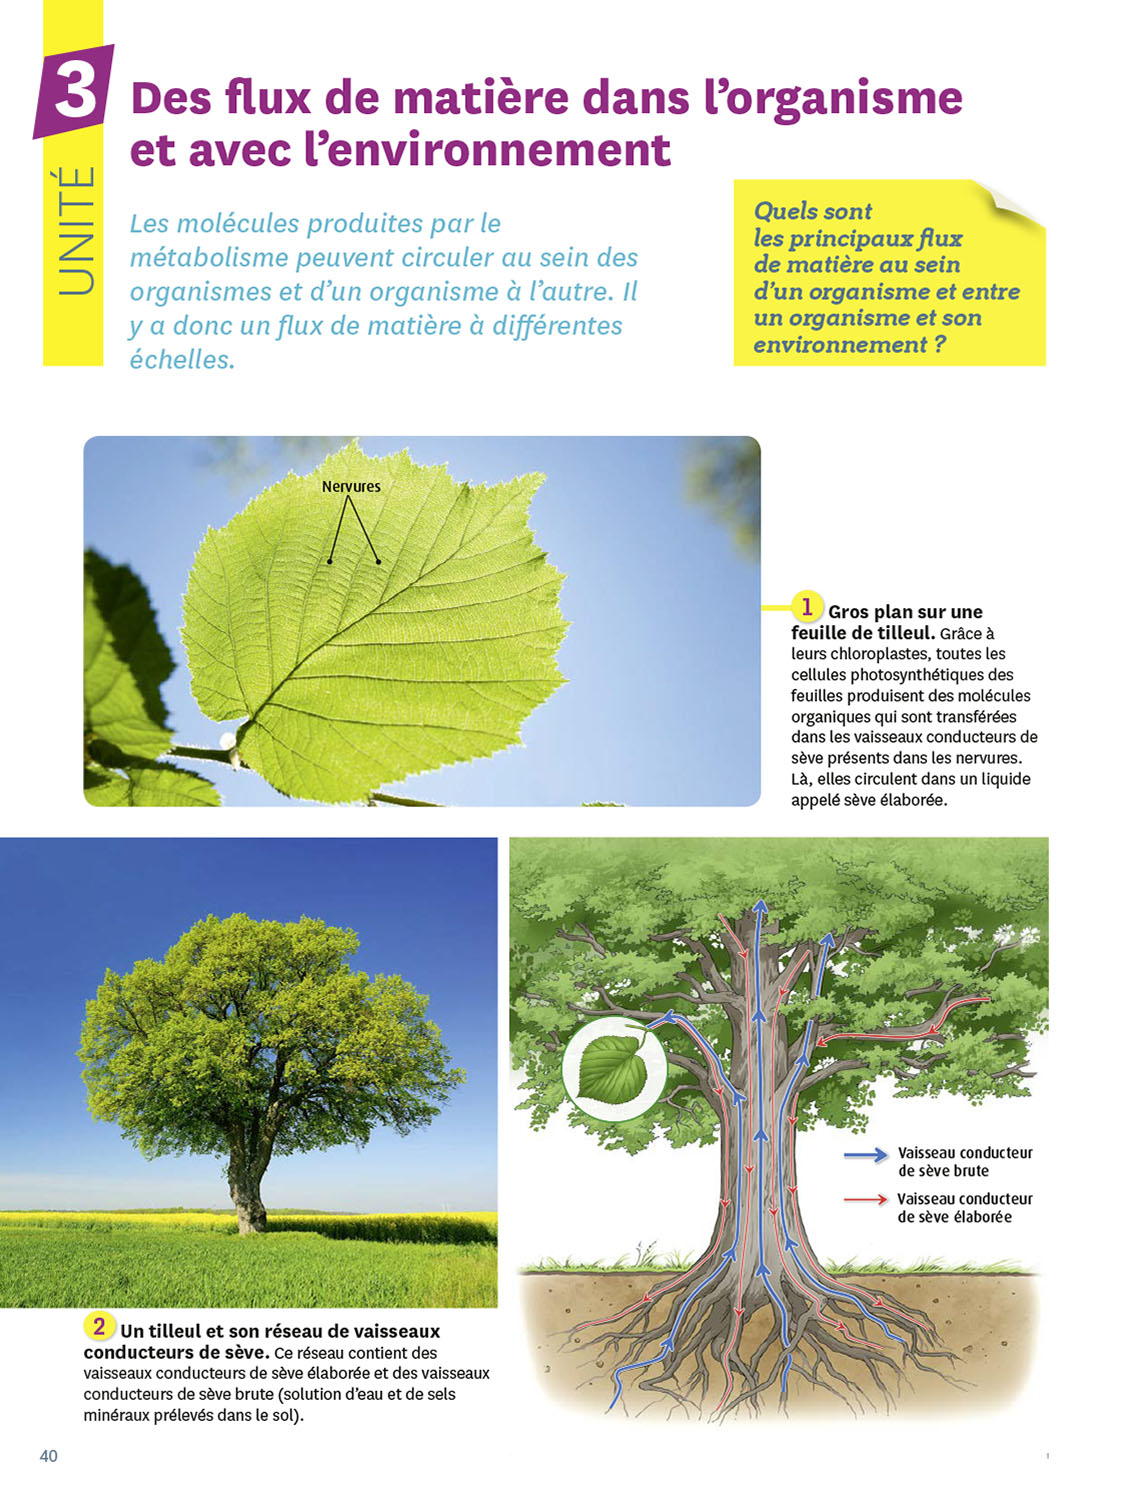 3
UNITÉ
Des flux de matière dans l’organisme
et avec l’environnement
Les molécules produites par le
métabolisme peuvent circuler au sein des
organismes et d’un organisme à l’autre. Il
y a donc un flux de matière à différentes
échelles.
Quels sont
les principaux flux
de matière au sein
d’un organisme et entre
un organisme et son
environnement ?
Nervures
1 Gros plan sur une
feuille de tilleul. Grâce à
leurs chloroplastes, toutes les
cellules photosynthétiques des
feuilles produisent des molécules
organiques qui sont transférées
dans les vaisseaux conducteurs de
sève présents dans les nervures.
Là, elles circulent dans un liquide
appelé sève élaborée.
Vaisseau conducteur
de sève brute
Vaisseau conducteur
de sève élaborée
2 Un tilleul et son réseau de vaisseaux
conducteurs de sève. Ce réseau contient des
vaisseaux conducteurs de sève élaborée et des vaisseaux
conducteurs de sève brute (solution d’eau et de sels
minéraux prélevés dans le sol).
40